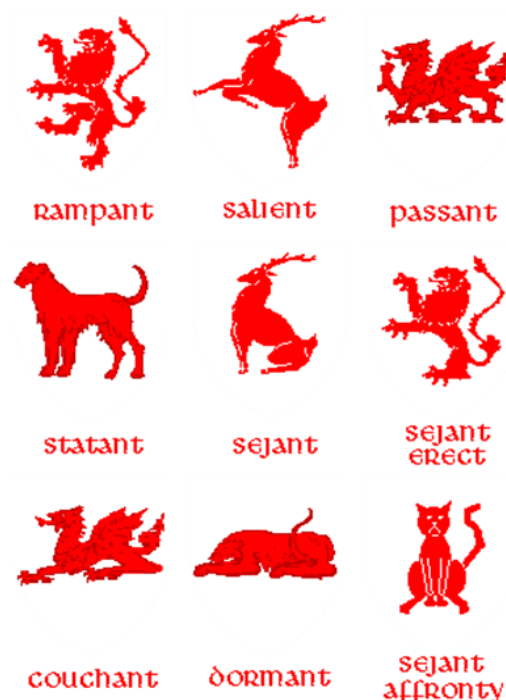 RAMPANT
SALIENT
PASSANT
STATANT
SEJANT
SEJANT
ERECT
COUCHANT
DORMANT
SEJANT
AFFRONTY